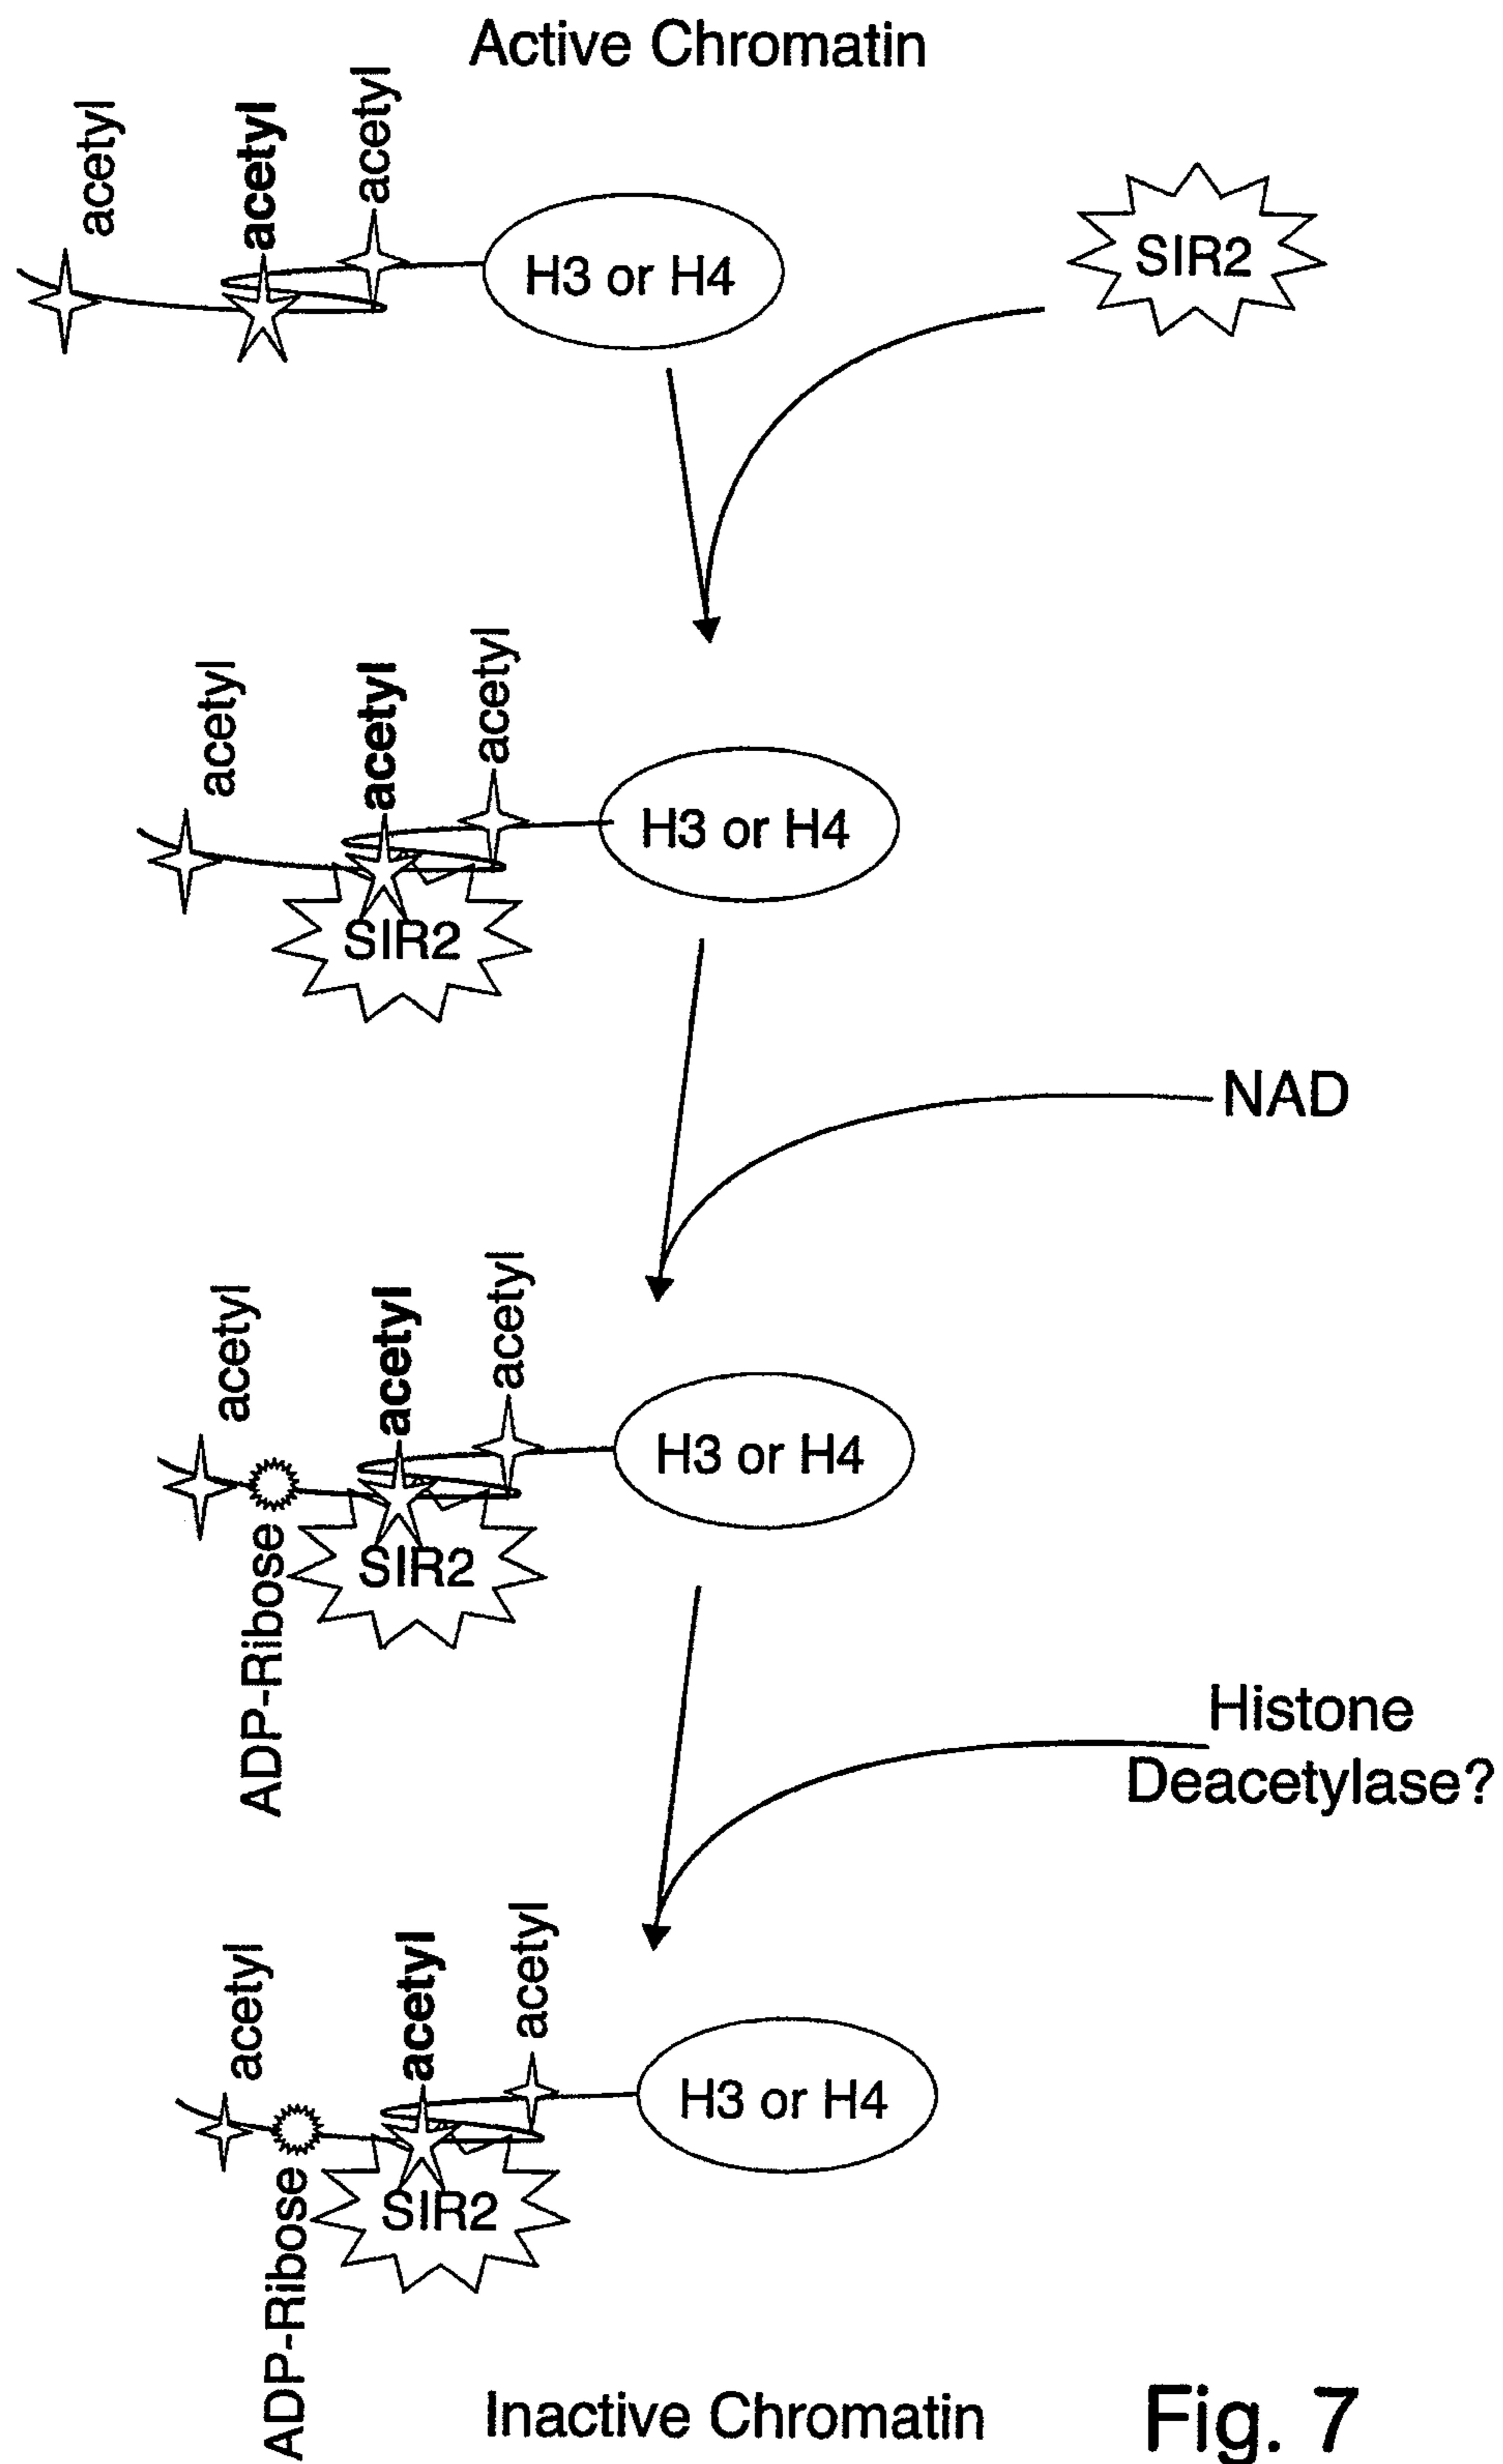 Active Chromatin
acetyl
acetyl
acetyl
H3 or H4
SIR2
acetyl
acetyl
acetyl
H3 or H4
SIR2
NAD
acetyl
acetyl
acetyl
H3 or H4
SIR2
ADP-Ribose
Histone
Deacetylase?
acetyl
acetyl
acetyl
H3 or H4
SIR2
ADP-Ribose
Inactive Chromatin
Fig. 7